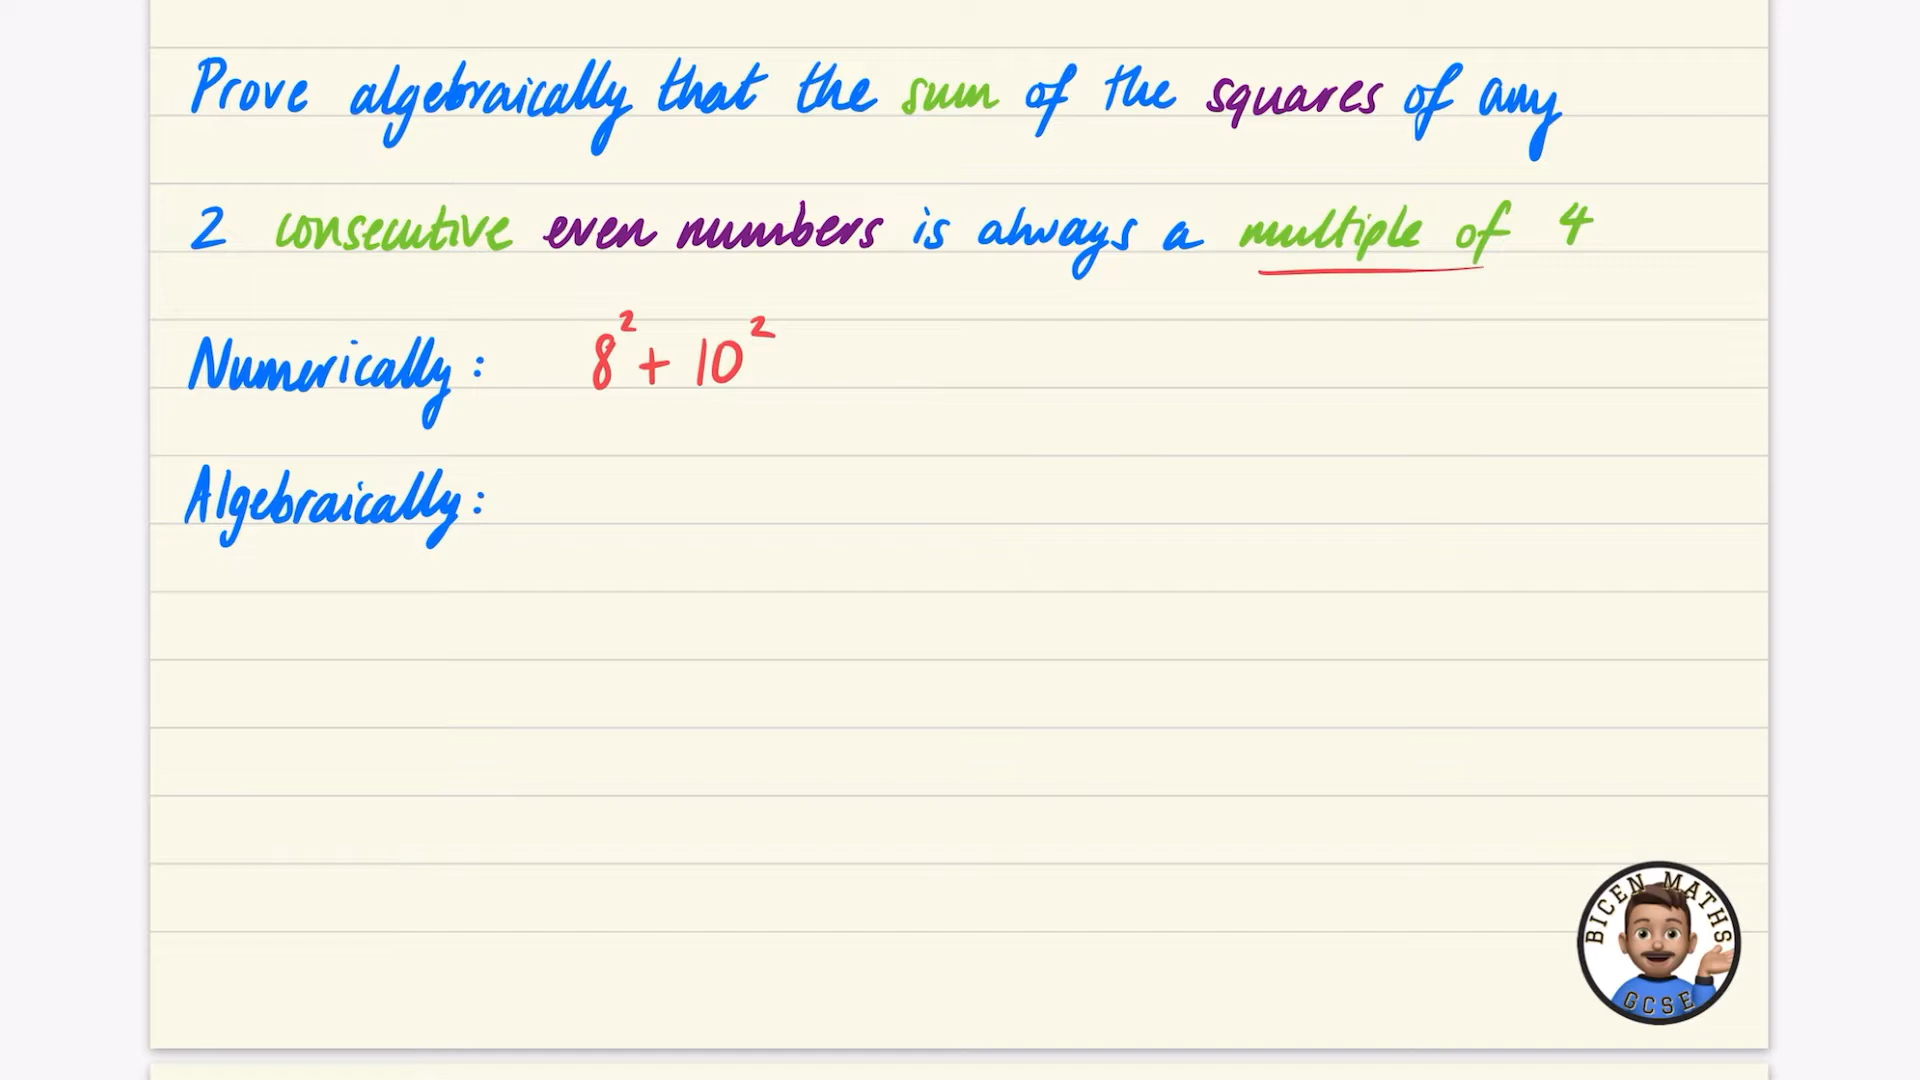 Prove algebraically that the sum of the squares of any
2 consecutive even numbers is always a multiple of 4
Numerically: 8² + 10²
Algebraically:
BICEN MATHS
GCSE